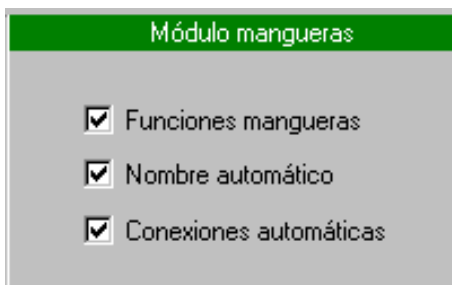 Módulo mangueras
Funciones mangueras
Nombre automático
Conexiones automáticas